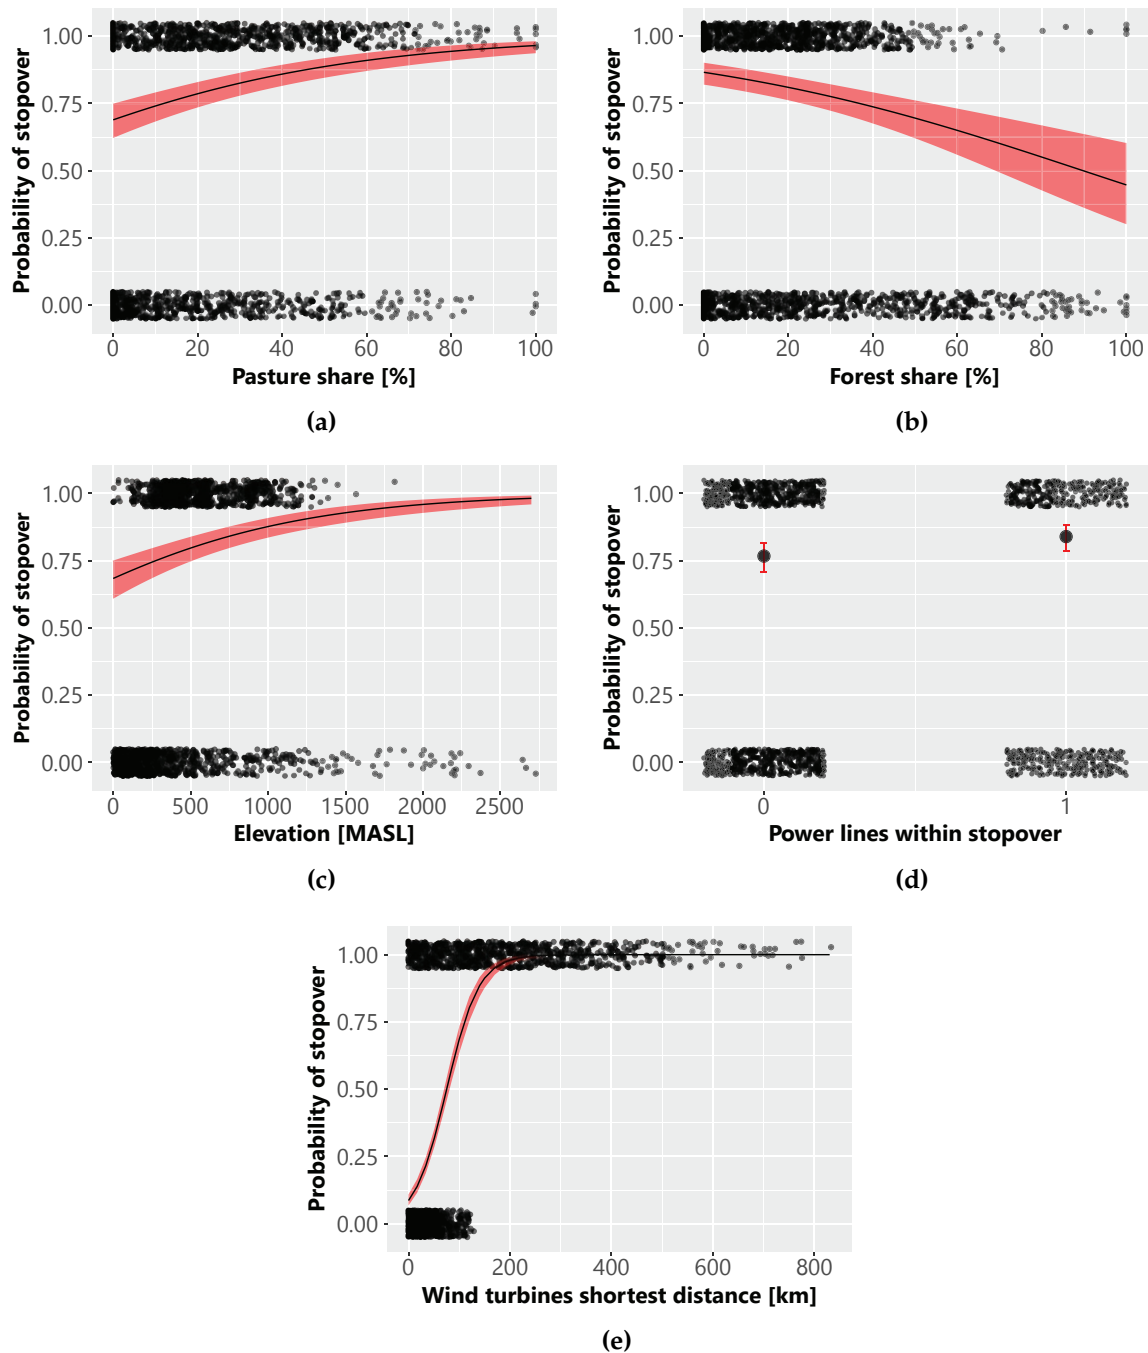 Probability of stopover
1.00
0.75
0.50
0.25
0.00
0 20 40 60 80 100
Pasture share [%]
(a)
Probability of stopover
1.00
0.75
0.50
0.25
0.00
0 20 40 60 80 100
Forest share [%]
(b)
Probability of stopover
1.00
0.75
0.50
0.25
0.00
0 500 1000 1500 2000 2500
Elevation [MASL]
(c)
Probability of stopover
1.00
0.75
0.50
0.25
0.00
0 1
Power lines within stopover
(d)
Probability of stopover
1.00
0.75
0.50
0.25
0.00
0 200 400 600 800
Wind turbines shortest distance [km]
(e)